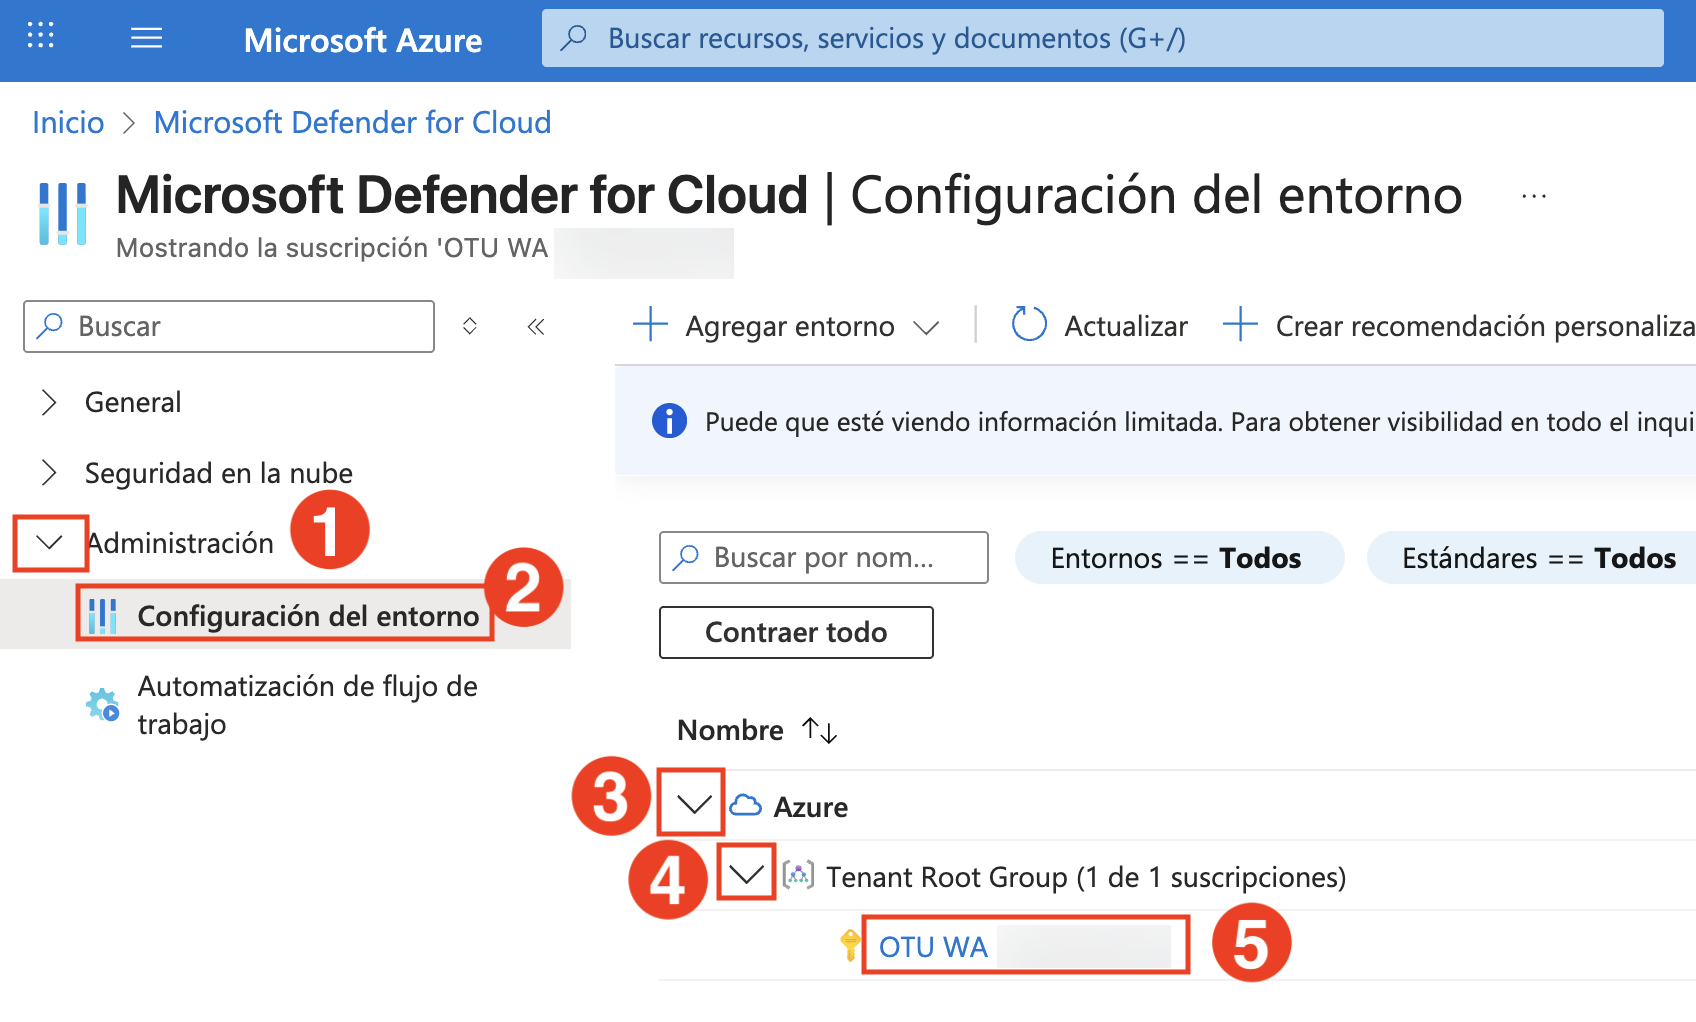 Microsoft Azure
Buscar recursos, servicios y documentos (G+/)
Inicio > Microsoft Defender for Cloud
Microsoft Defender for Cloud | Configuración del entorno ...
Mostrando la suscripción 'OTU WA
Buscar
Agregar entorno
Actualizar
Crear recomendación personaliza
General
Puede que esté viendo información limitada. Para obtener visibilidad en todo el inqui
Seguridad en la nube
Administración
1
Configuración del entorno
2
Automatización de flujo de
trabajo
Buscar por nom...
Entornos == Todos
Estándares == Todos
Contraer todo
Nombre ↑↓
3
Azure
4
Tenant Root Group (1 de 1 suscripciones)
OTU WA
5